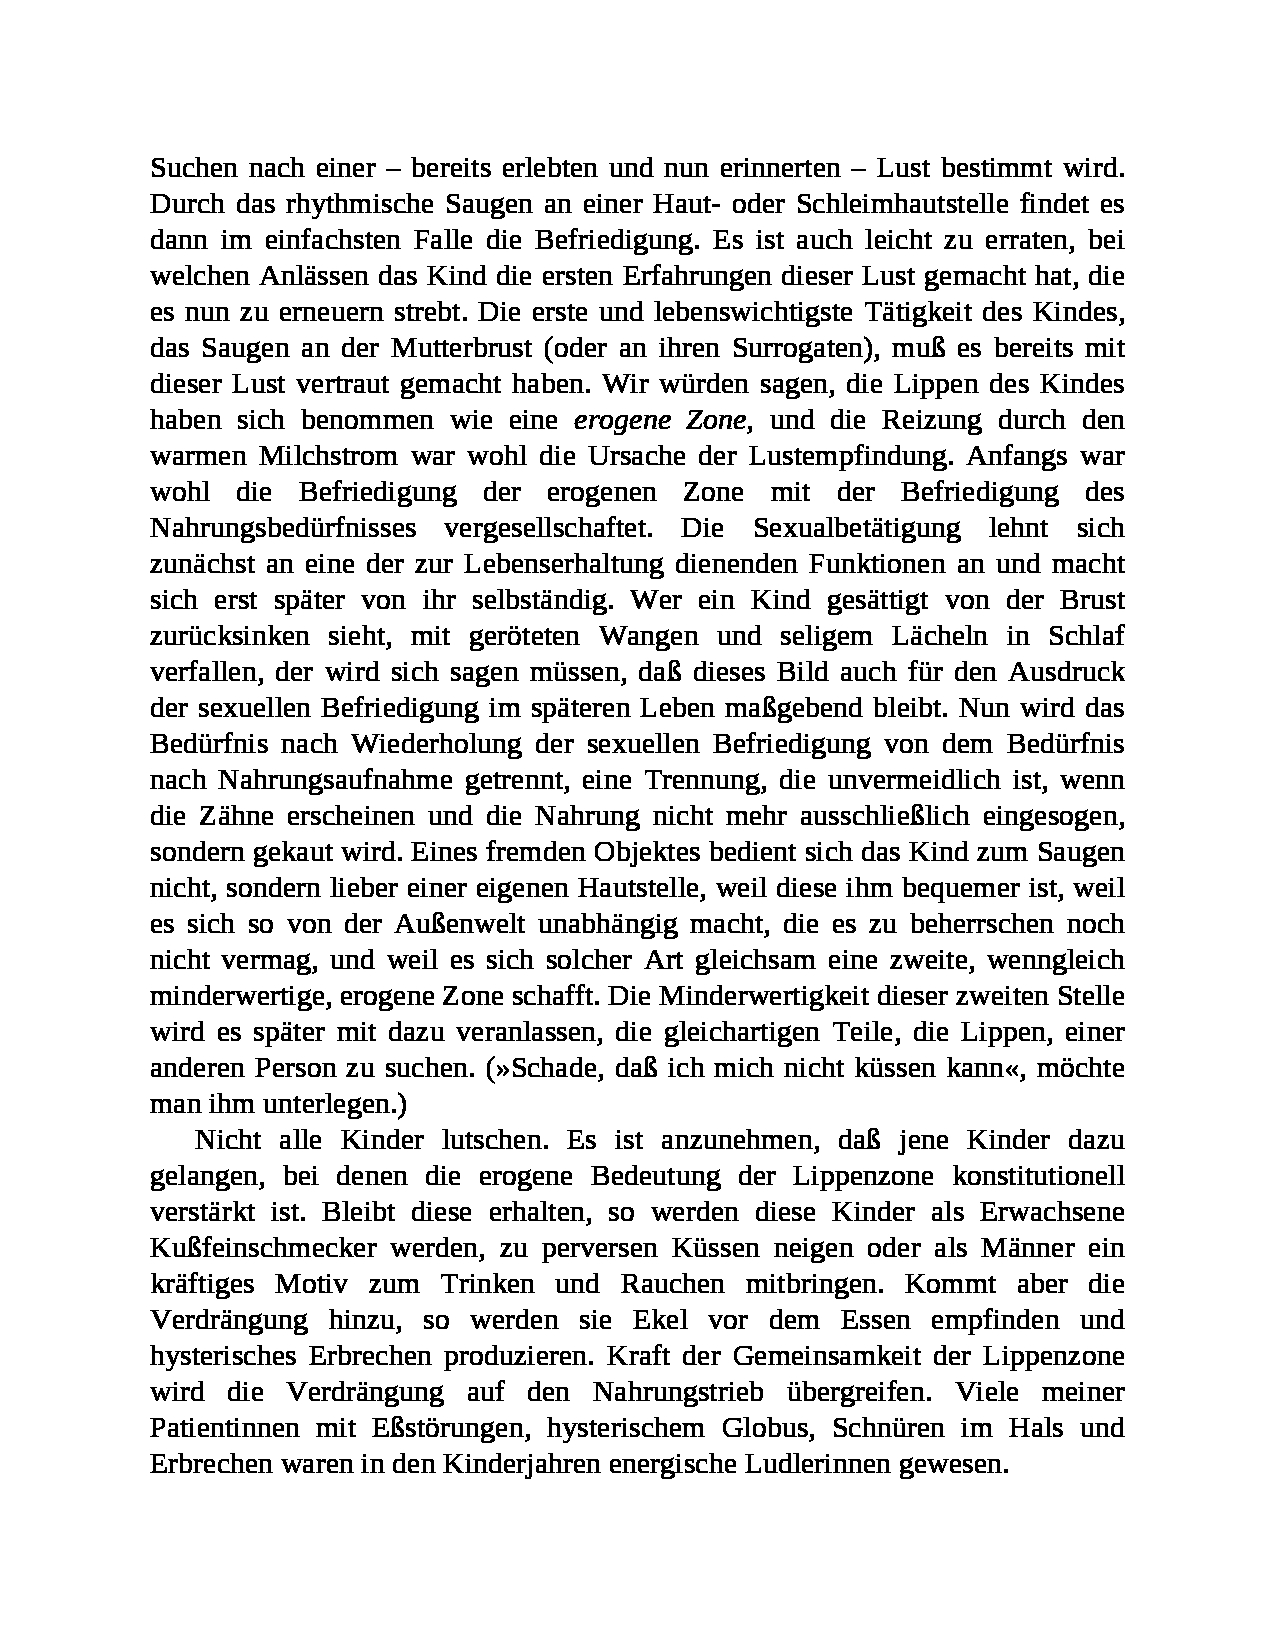 Suchen nach einer – bereits erlebten und nun erinnerten – Lust bestimmt wird.
Durch das rhythmische Saugen an einer Haut- oder Schleimhautstelle findet es
dann im einfachsten Falle die Befriedigung. Es ist auch leicht zu erraten, bei
welchen Anlässen das Kind die ersten Erfahrungen dieser Lust gemacht hat, die
es nun zu erneuern strebt. Die erste und lebenswichtigste Tätigkeit des Kindes,
das Saugen an der Mutterbrust (oder an ihren Surrogaten), muß es bereits mit
dieser Lust vertraut gemacht haben. Wir würden sagen, die Lippen des Kindes
haben sich benommen wie eine erogene Zone, und die Reizung durch den
warmen Milchstrom war wohl die Ursache der Lustempfindung. Anfangs war
wohl die Befriedigung der erogenen Zone mit der Befriedigung des
Nahrungsbedürfnisses vergesellschaftet. Die Sexualbetätigung lehnt sich
zunächst an eine der zur Lebenserhaltung dienenden Funktionen an und macht
sich erst später von ihr selbständig. Wer ein Kind gesättigt von der Brust
zurücksinken sieht, mit geröteten Wangen und seligem Lächeln in Schlaf
verfallen, der wird sich sagen müssen, daß dieses Bild auch für den Ausdruck
der sexuellen Befriedigung im späteren Leben maßgebend bleibt. Nun wird das
Bedürfnis nach Wiederholung der sexuellen Befriedigung von dem Bedürfnis
nach Nahrungsaufnahme getrennt, eine Trennung, die unvermeidlich ist, wenn
die Zähne erscheinen und die Nahrung nicht mehr ausschließlich eingesogen,
sondern gekaut wird. Eines fremden Objektes bedient sich das Kind zum Saugen
nicht, sondern lieber einer eigenen Hautstelle, weil diese ihm bequemer ist, weil
es sich so von der Außenwelt unabhängig macht, die es zu beherrschen noch
nicht vermag, und weil es sich solcher Art gleichsam eine zweite, wenngleich
minderwertige, erogene Zone schafft. Die Minderwertigkeit dieser zweiten Stelle
wird es später mit dazu veranlassen, die gleichartigen Teile, die Lippen, einer
anderen Person zu suchen. (»Schade, daß ich mich nicht küssen kann«, möchte
man ihm unterlegen.)
Nicht alle Kinder lutschen. Es ist anzunehmen, daß jene Kinder dazu
gelangen, bei denen die erogene Bedeutung der Lippenzone konstitutionell
verstärkt ist. Bleibt diese erhalten, so werden diese Kinder als Erwachsene
Kußfeinschmecker werden, zu perversen Küssen neigen oder als Männer ein
kräftiges Motiv zum Trinken und Rauchen mitbringen. Kommt aber die
Verdrängung hinzu, so werden sie Ekel vor dem Essen empfinden und
hysterisches Erbrechen produzieren. Kraft der Gemeinsamkeit der Lippenzone
wird die Verdrängung auf den Nahrungstrieb übergreifen. Viele meiner
Patientinnen mit Eßstörungen, hysterischem Globus, Schnüren im Hals und
Erbrechen waren in den Kinderjahren energische Ludlerinnen gewesen.